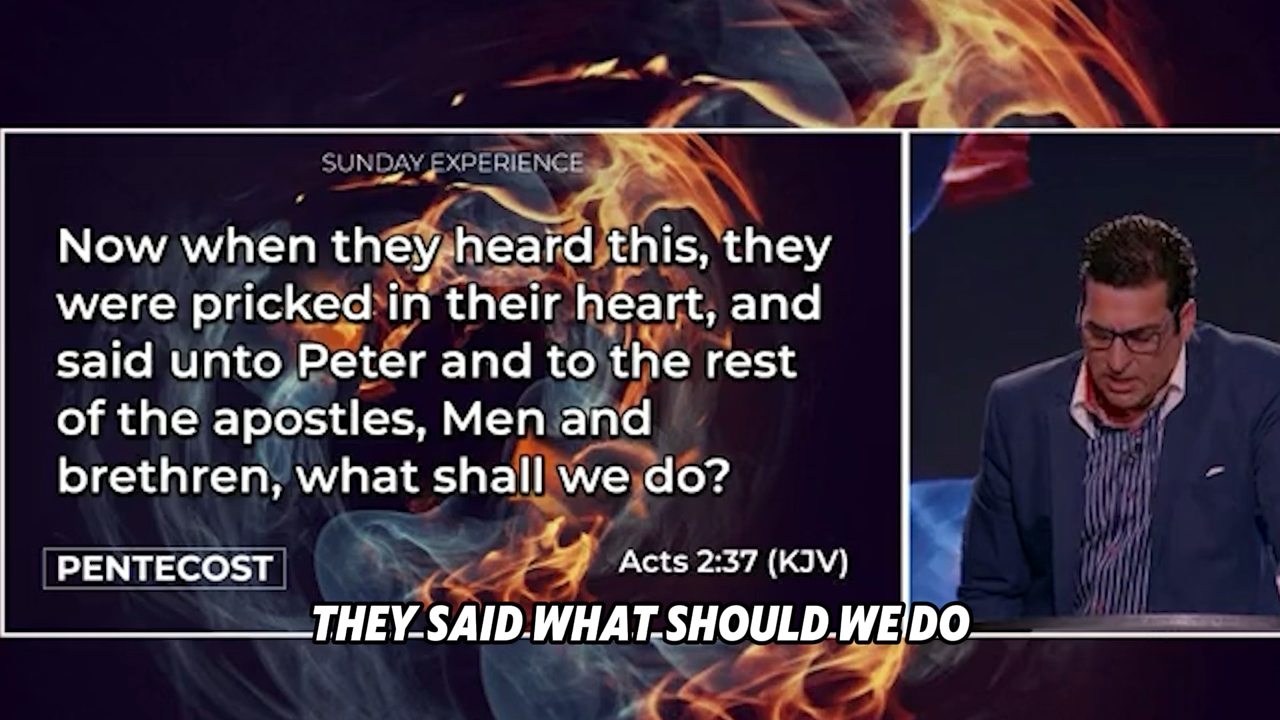 SUNDAY EXPERIENCE
Now when they heard this, they
were pricked in their heart, and
said unto Peter and to the rest
of the apostles, Men and
brethren, what shall we do?
PENTECOST
Acts 2:37 (KJV)
THEY SAID WHAT SHOULD WE DO